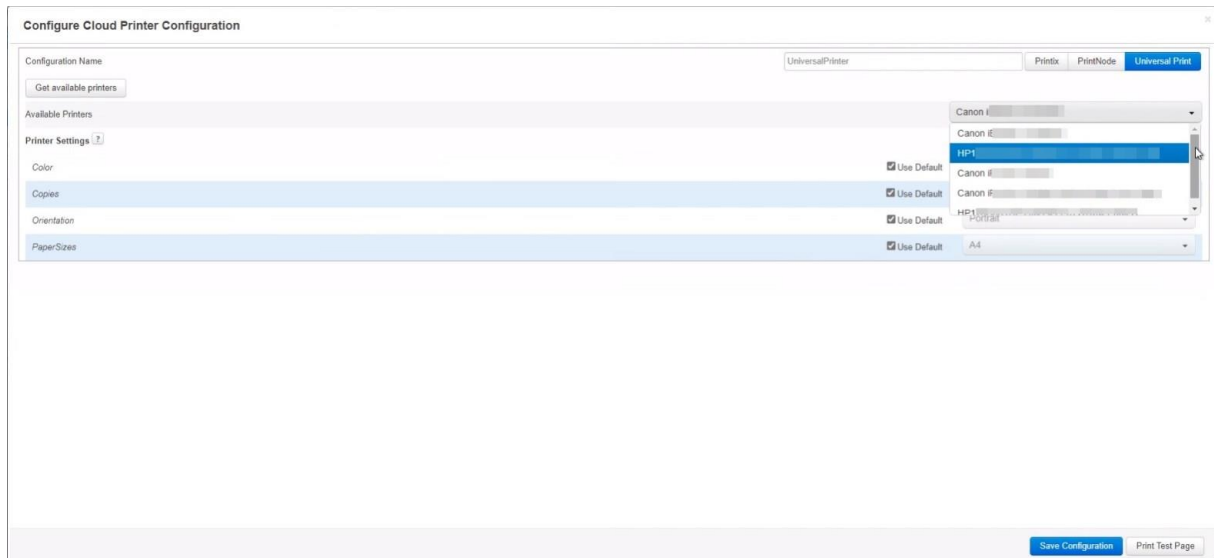 Configure Cloud Printer Configuration
Configuration Name UniversalPrinter Printix PrintNode Universal Print
Get available printers
Available Printers Canon
Printer Settings ? Canon
HP1
Color Use Default Canon
Copies Use Default Canon
HP1
Orientation Use Default Portrait
PaperSizes Use Default A4
Save Configuration Print Test Page